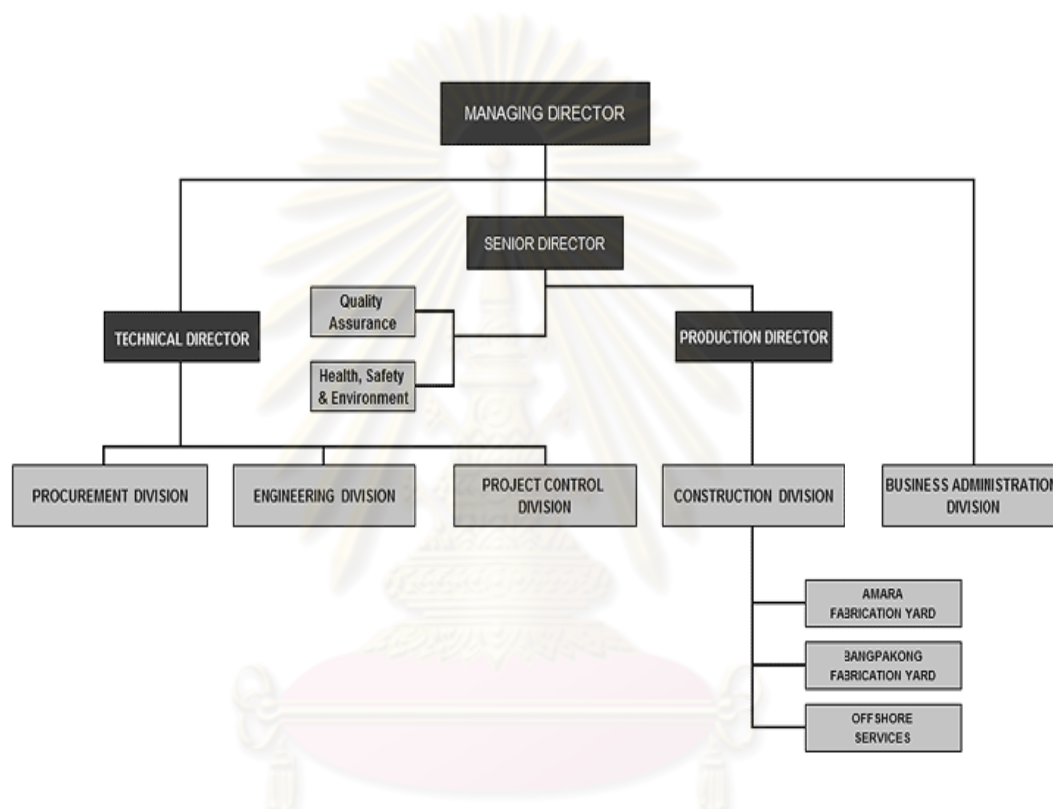 MANAGING DIRECTOR
SENIOR DIRECTOR
Quality
Assurance
TECHNICAL DIRECTOR
PRODUCTION DIRECTOR
Health, Safety
& Environment
PROCUREMENT DIVISION
ENGINEERING DIVISION
PROJECT CONTROL
DIVISION
CONSTRUCTION DIVISION
BUSINESS ADMINISTRATION
DIVISION
AMARA
FABRICATION YARD
BANGPAKONG
FABRICATION YARD
OFFSHORE
SERVICES